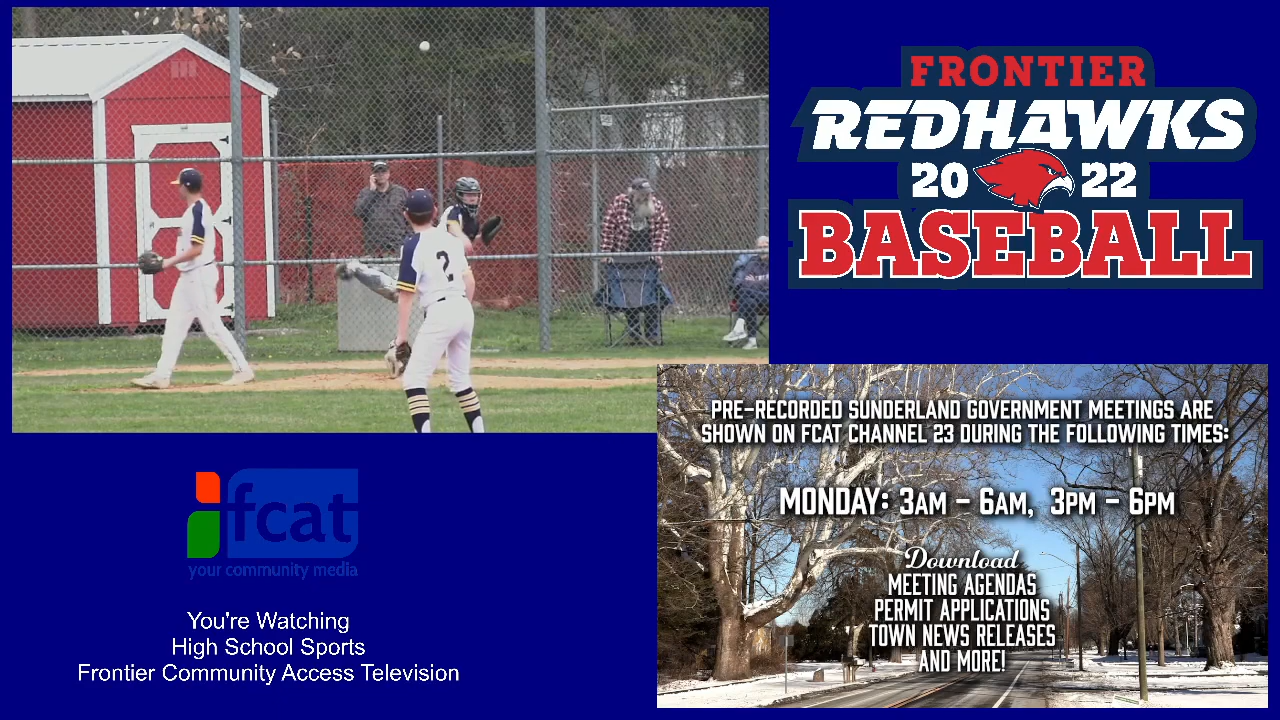 FRONTIER
REDHAWKS
20 22
BASEBALL
2
PRE-RECORDED SUNDERLAND GOVERNMENT MEETINGS ARE
SHOWN ON FCAT CHANNEL 23 DURING THE FOLLOWING TIMES:
MONDAY: 3AM - 6AM, 3PM - 6PM
Download
MEETING AGENDAS
PERMIT APPLICATIONS
TOWN NEWS RELEASES
AND MORE!
fcat
your community media
You're Watching
High School Sports
Frontier Community Access Television